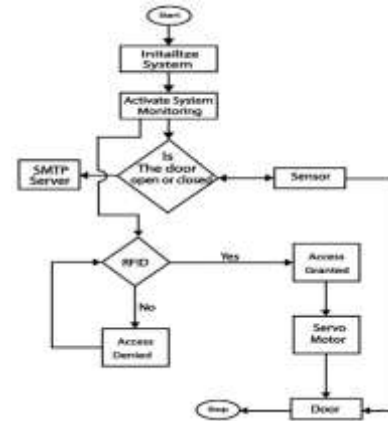 Start
Initallize
System
Activate System
Monitoring
Is
The door
open or closed
SMTP
Server
Sensor
RFID
Yes
Access
Granted
No
Servo
Motor
Access
Denied
Stop
Door